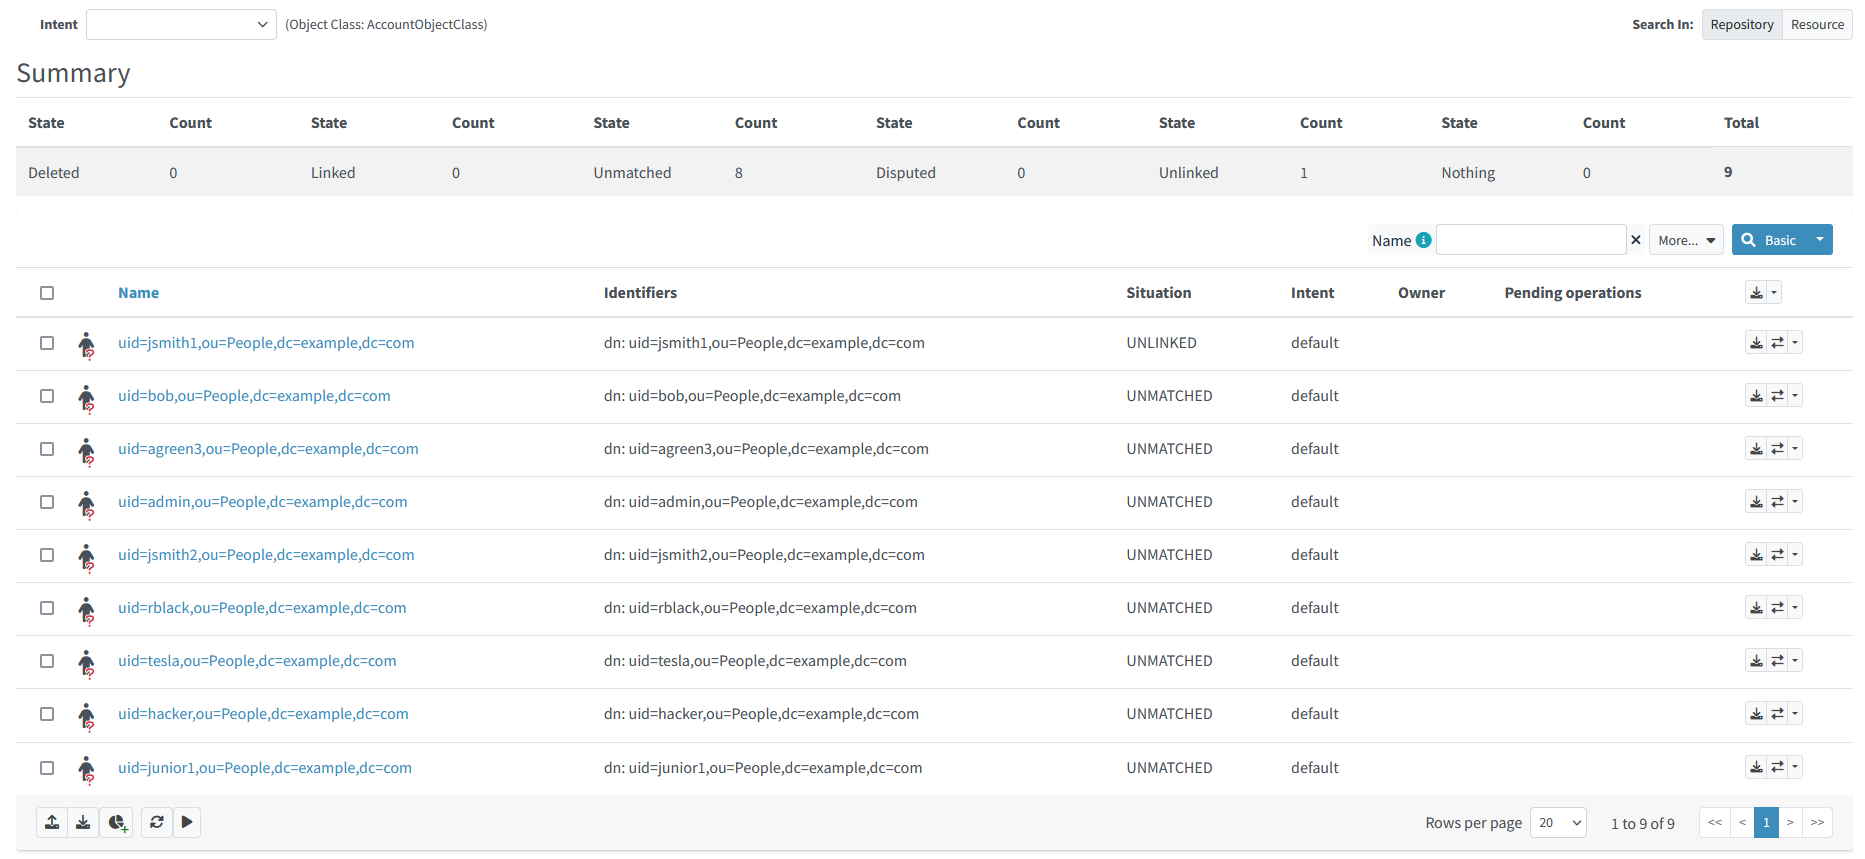 Intent (Object Class: AccountObjectClass) Search In: Repository Resource
Summary
State Count State Count State Count State Count State Count State Count Total
Deleted 0 Linked 0 Unmatched 8 Disputed 0 Unlinked 1 Nothing 0 9
Name More... Basic
Name Identifiers Situation Intent Owner Pending operations
uid=jsmith1,ou=People,dc=example,dc=com dn: uid=jsmith1,ou=People,dc=example,dc=com UNLINKED default
uid=bob,ou=People,dc=example,dc=com dn: uid=bob,ou=People,dc=example,dc=com UNMATCHED default
uid=agreen3,ou=People,dc=example,dc=com dn: uid=agreen3,ou=People,dc=example,dc=com UNMATCHED default
uid=admin,ou=People,dc=example,dc=com dn: uid=admin,ou=People,dc=example,dc=com UNMATCHED default
uid=jsmith2,ou=People,dc=example,dc=com dn: uid=jsmith2,ou=People,dc=example,dc=com UNMATCHED default
uid=rblack,ou=People,dc=example,dc=com dn: uid=rblack,ou=People,dc=example,dc=com UNMATCHED default
uid=tesla,ou=People,dc=example,dc=com dn: uid=tesla,ou=People,dc=example,dc=com UNMATCHED default
uid=hacker,ou=People,dc=example,dc=com dn: uid=hacker,ou=People,dc=example,dc=com UNMATCHED default
uid=junior1,ou=People,dc=example,dc=com dn: uid=junior1,ou=People,dc=example,dc=com UNMATCHED default
Rows per page 20 1 to 9 of 9 << < 1 > >>